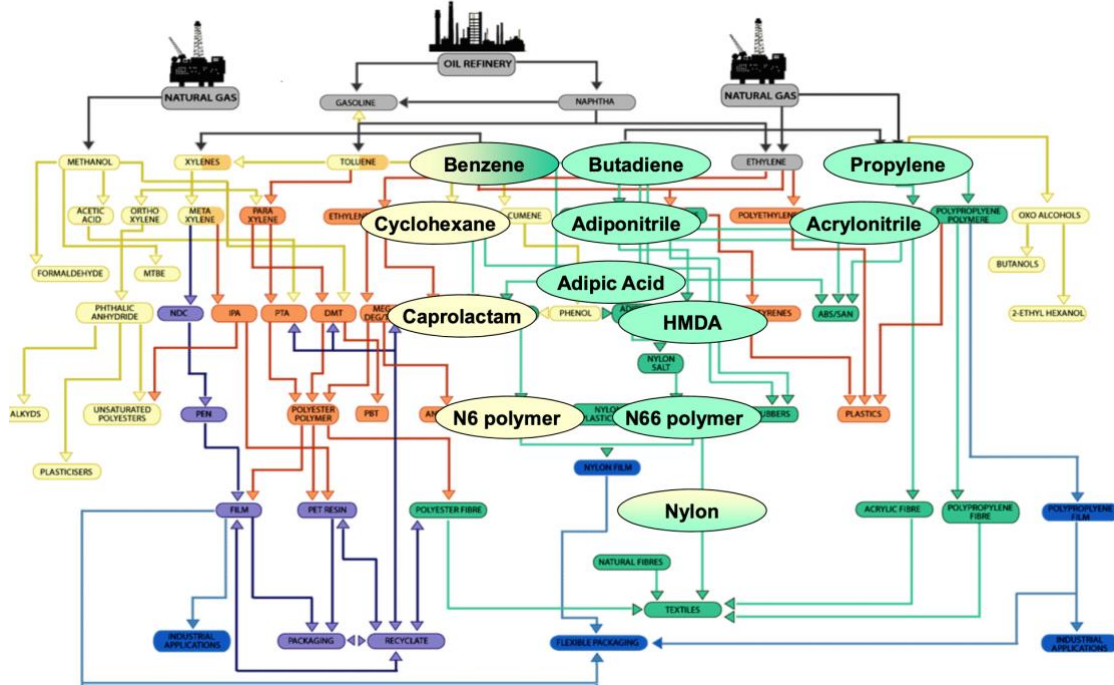 OIL REFINERY
NATURAL GAS
NATURAL GAS
GASOLINE
NAPHTHA
METHANOL
XYLENES
TOLUENE
Benzene
Butadiene
ETHYLENE
Propylene
ACETIC
ACID
ORTHO
XYLENE
META
XYLENE
PARA
XYLENE
Cyclohexane
CUMENE
Adiponitrile
Acrylonitrile
POLYPROPLYENE
POLYMERE
OXO ALCOHOLS
FORMALDEHYDE
MTBE
BUTANOLS
Adipic Acid
PHTHALIC
ANHYDRIDE
NDC
IPA
PTA
DMT
MEG
Caprolactam
PHENOL
HMDA
ABS/SAN
2-ETHYL HEXANOL
NYLON
SALT
ALKYDS
UNSATURATED
POLYESTERS
PEN
POLYESTER
POLYMER
PBT
N6 polymer
N66 polymer
PLASTICS
PLASTICISERS
NYLON FILM
FILM
PET RESIN
POLYESTER FIBRE
Nylon
ACRYLIC FIBRE
POLYPROPYLENE
FIBRE
POLYPROPLYENE
FILM
NATURAL FIBRES
TEXTILES
INDUSTRIAL
APPLICATIONS
PACKAGING
RECYCLATE
FLEXIBLE PACKAGING
INDUSTRIAL
APPLICATIONS